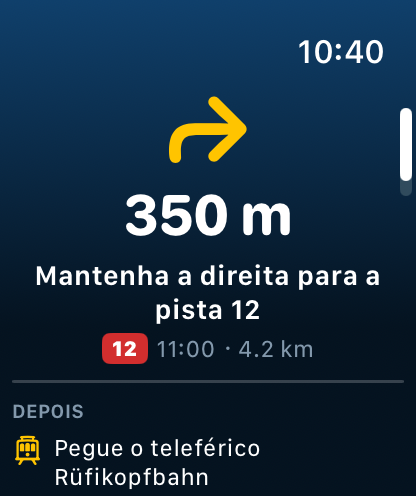 10:40
350 m
Mantenha a direita para a
pista 12
12 11:00 · 4.2 km
DEPOIS
Pegue o teleférico
Rüfikopfbahn